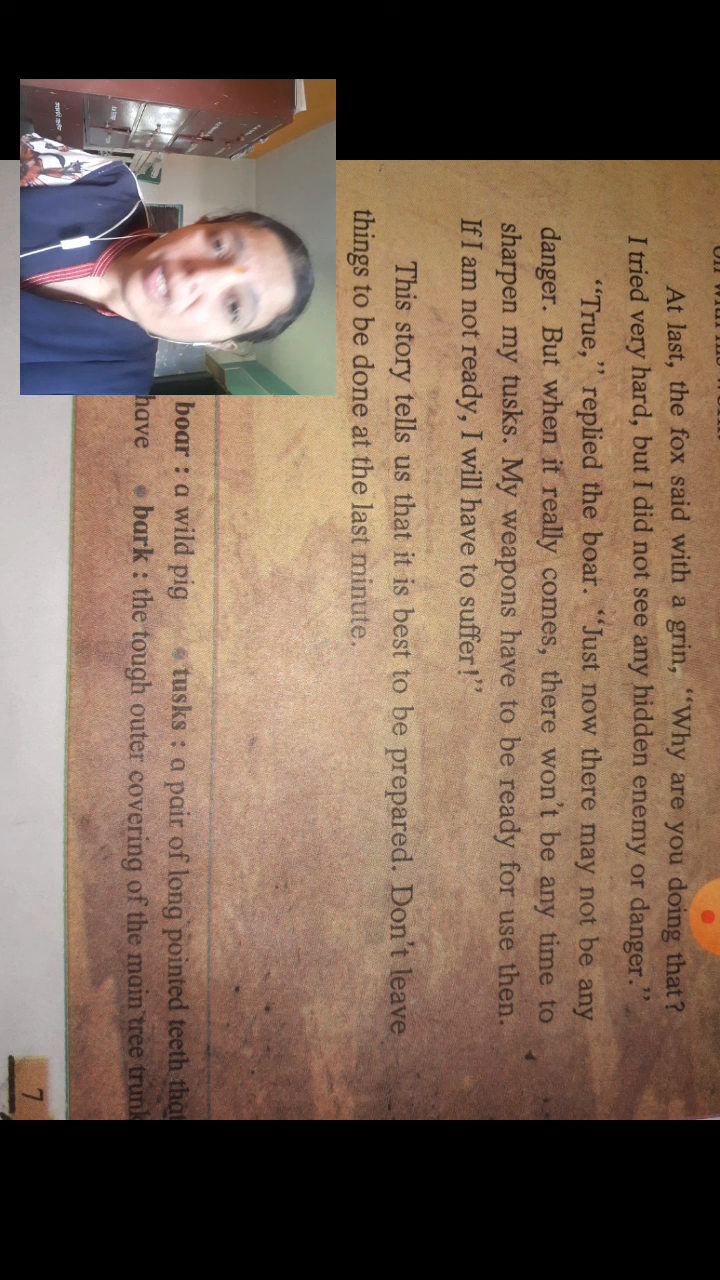 At last, the fox said with a grin, “Why are you doing that?
I tried very hard, but I did not see any hidden enemy or danger.”
“True,” replied the boar. “Just now there may not be any
danger. But when it really comes, there won’t be any time to
sharpen my tusks. My weapons have to be ready for use then.
If I am not ready, I will have to suffer!”
This story tells us that it is best to be prepared. Don’t leave
things to be done at the last minute.
boar : a wild pig • tusks : a pair of long pointed teeth that
have • bark : the tough outer covering of the main tree trunk
7